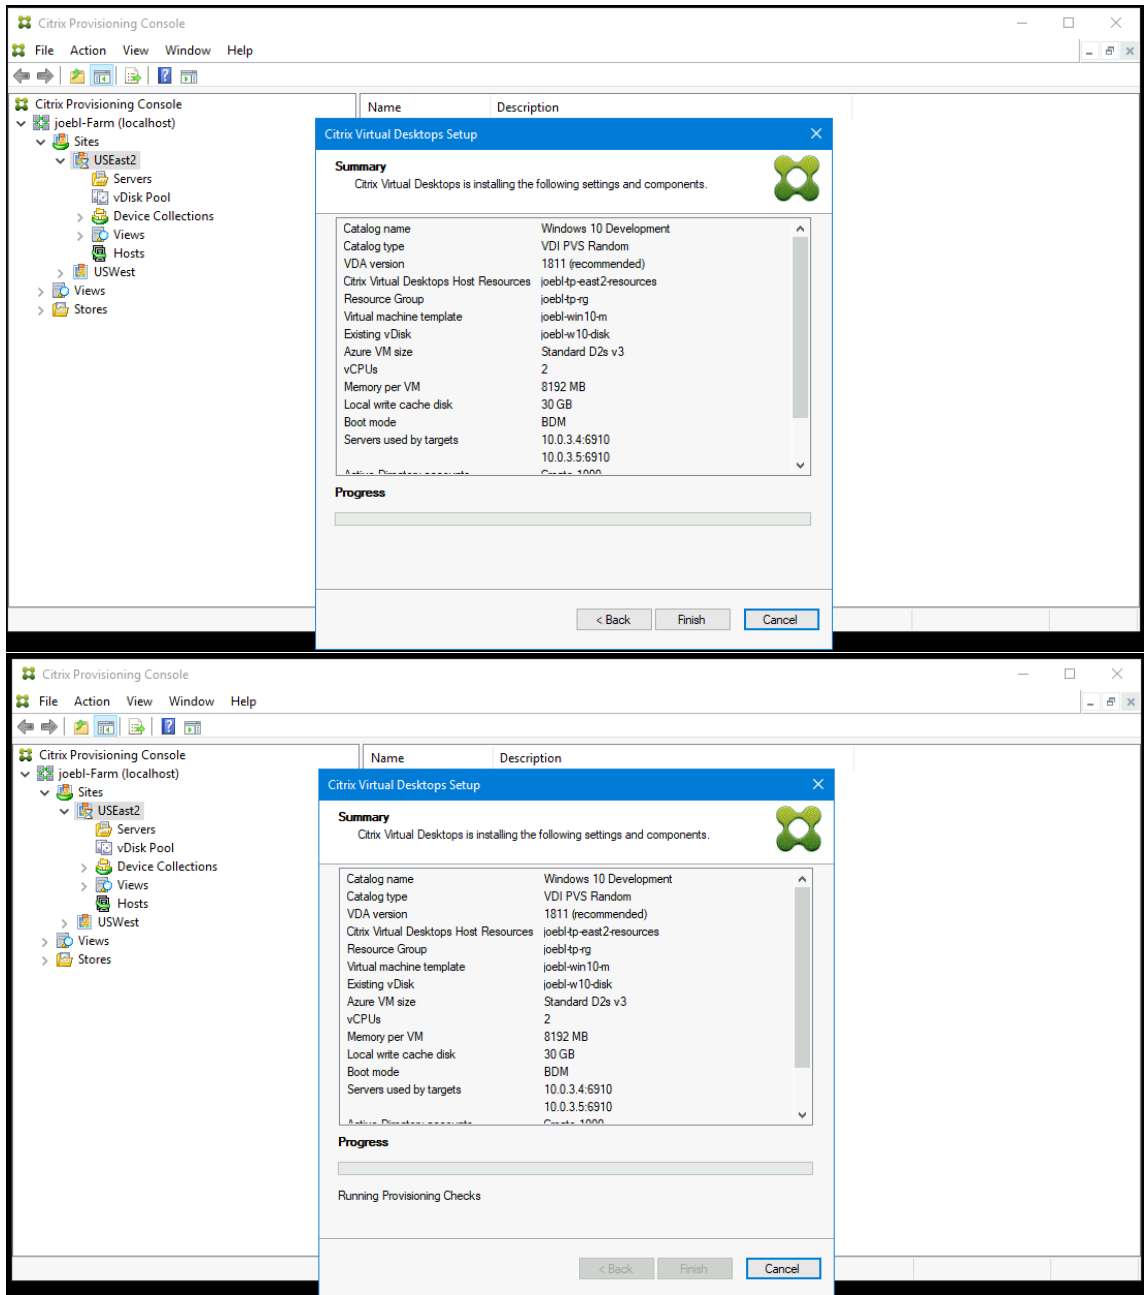 Citrix Provisioning Console
File Action View Window Help
Citrix Provisioning Console
joebl-Farm (localhost)
Sites
USEast2
Servers
vDisk Pool
Device Collections
Views
Hosts
USWest
Views
Stores
Name Description
Citrix Virtual Desktops Setup
Summary
Citrix Virtual Desktops is installing the following settings and components.
Catalog name Windows 10 Development
Catalog type VDI PVS Random
VDA version 1811 (recommended)
Citrix Virtual Desktops Host Resources joebl-tp-east2-resources
Resource Group joebl-tp-rg
Virtual machine template joebl-win10-m
Existing vDisk joebl-w10-disk
Azure VM size Standard D2s v3
vCPUs 2
Memory per VM 8192 MB
Local write cache disk 30 GB
Boot mode BDM
Servers used by targets 10.0.3.4:6910
10.0.3.5:6910
Active Directory accounts Create 1000
Progress
< Back Finish Cancel
Citrix Provisioning Console
File Action View Window Help
Citrix Provisioning Console
joebl-Farm (localhost)
Sites
USEast2
Servers
vDisk Pool
Device Collections
Views
Hosts
USWest
Views
Stores
Name Description
Citrix Virtual Desktops Setup
Summary
Citrix Virtual Desktops is installing the following settings and components.
Catalog name Windows 10 Development
Catalog type VDI PVS Random
VDA version 1811 (recommended)
Citrix Virtual Desktops Host Resources joebl-tp-east2-resources
Resource Group joebl-tp-rg
Virtual machine template joebl-win10-m
Existing vDisk joebl-w10-disk
Azure VM size Standard D2s v3
vCPUs 2
Memory per VM 8192 MB
Local write cache disk 30 GB
Boot mode BDM
Servers used by targets 10.0.3.4:6910
10.0.3.5:6910
Active Directory accounts Create 1000
Progress
Running Provisioning Checks
< Back Finish Cancel